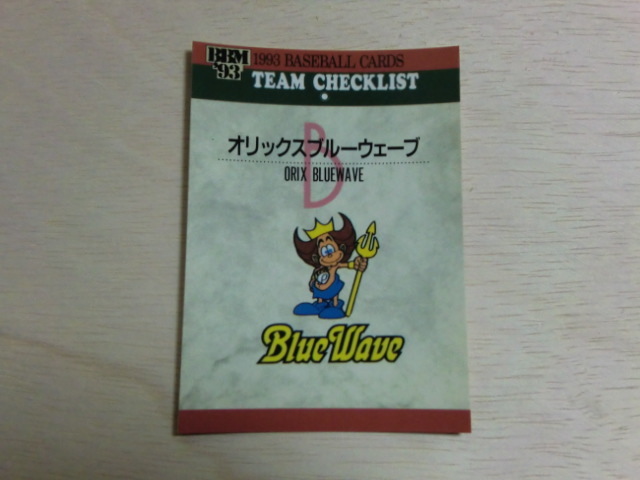 BBM
'93
1993 BASEBALL CARDS
TEAM CHECKLIST
B
オリックスブルーウェーブ
ORIX BLUEWAVE
BlueWave